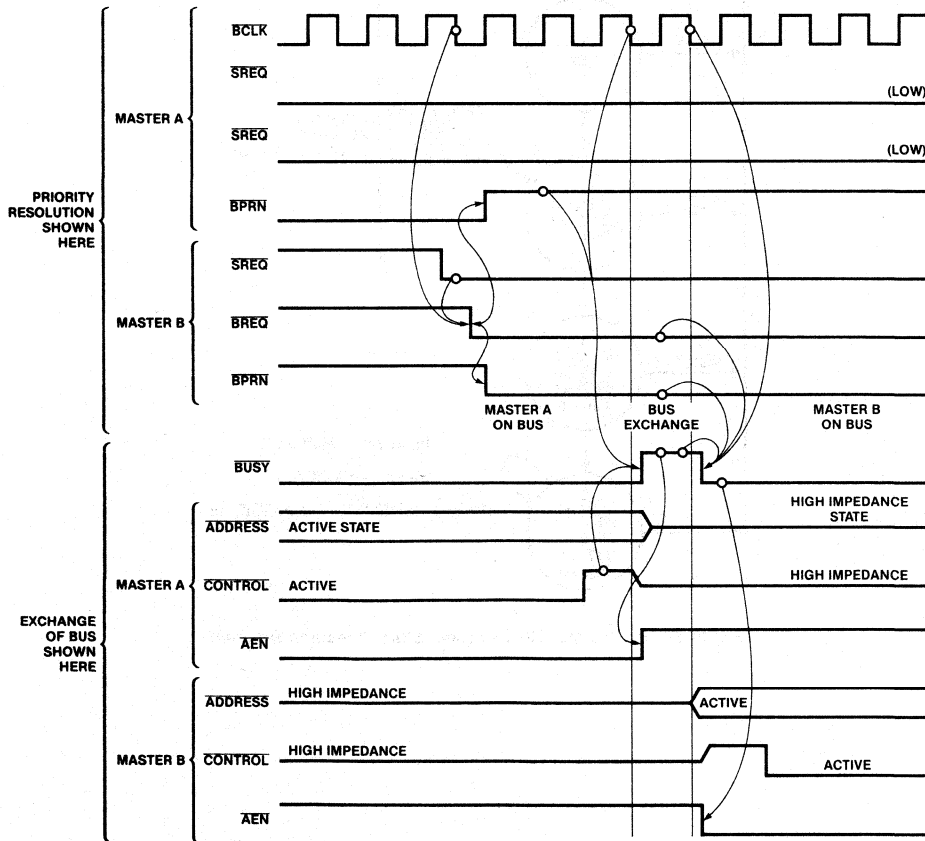 BCLK
SREQ
(LOW)
MASTER A
SREQ
(LOW)
BPRN
PRIORITY
RESOLUTION
SHOWN
HERE
SREQ
MASTER B
BREQ
BPRN
MASTER A
ON BUS
BUS
EXCHANGE
MASTER B
ON BUS
BUSY
ADDRESS
ACTIVE STATE
HIGH IMPEDANCE
STATE
MASTER A
CONTROL
ACTIVE
HIGH IMPEDANCE
EXCHANGE
OF BUS
SHOWN
HERE
AEN
ADDRESS
HIGH IMPEDANCE
ACTIVE
MASTER B
CONTROL
HIGH IMPEDANCE
ACTIVE
AEN